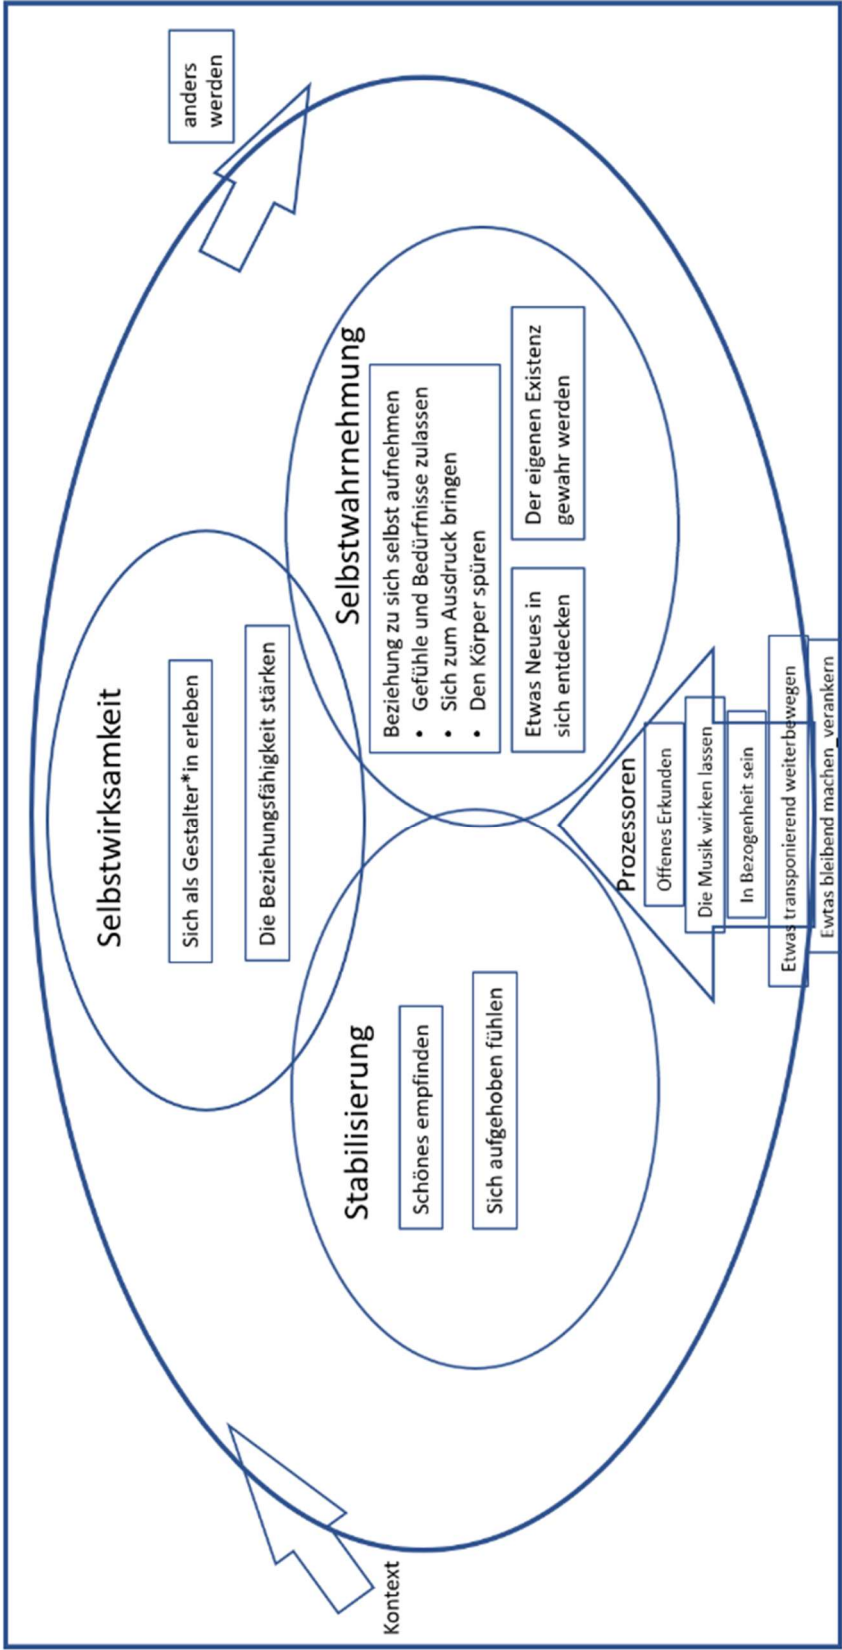 anders
werden
Selbstwirksamkeit
Sich als Gestalter*in erleben
Die Beziehungsfähigkeit stärken
Stabilisierung
Schönes empfinden
Sich aufgehoben fühlen
Selbstwahrnehmung
Beziehung zu sich selbst aufnehmen
• Gefühle und Bedürfnisse zulassen
• Sich zum Ausdruck bringen
• Den Körper spüren
Etwas Neues in
sich entdecken
Der eigenen Existenz
gewahr werden
Kontext
Prozessoren
Offenes Erkunden
Die Musik wirken lassen
In Bezogenheit sein
Etwas transponierend weiterbewegen
Ewtas bleibend machen_verankern